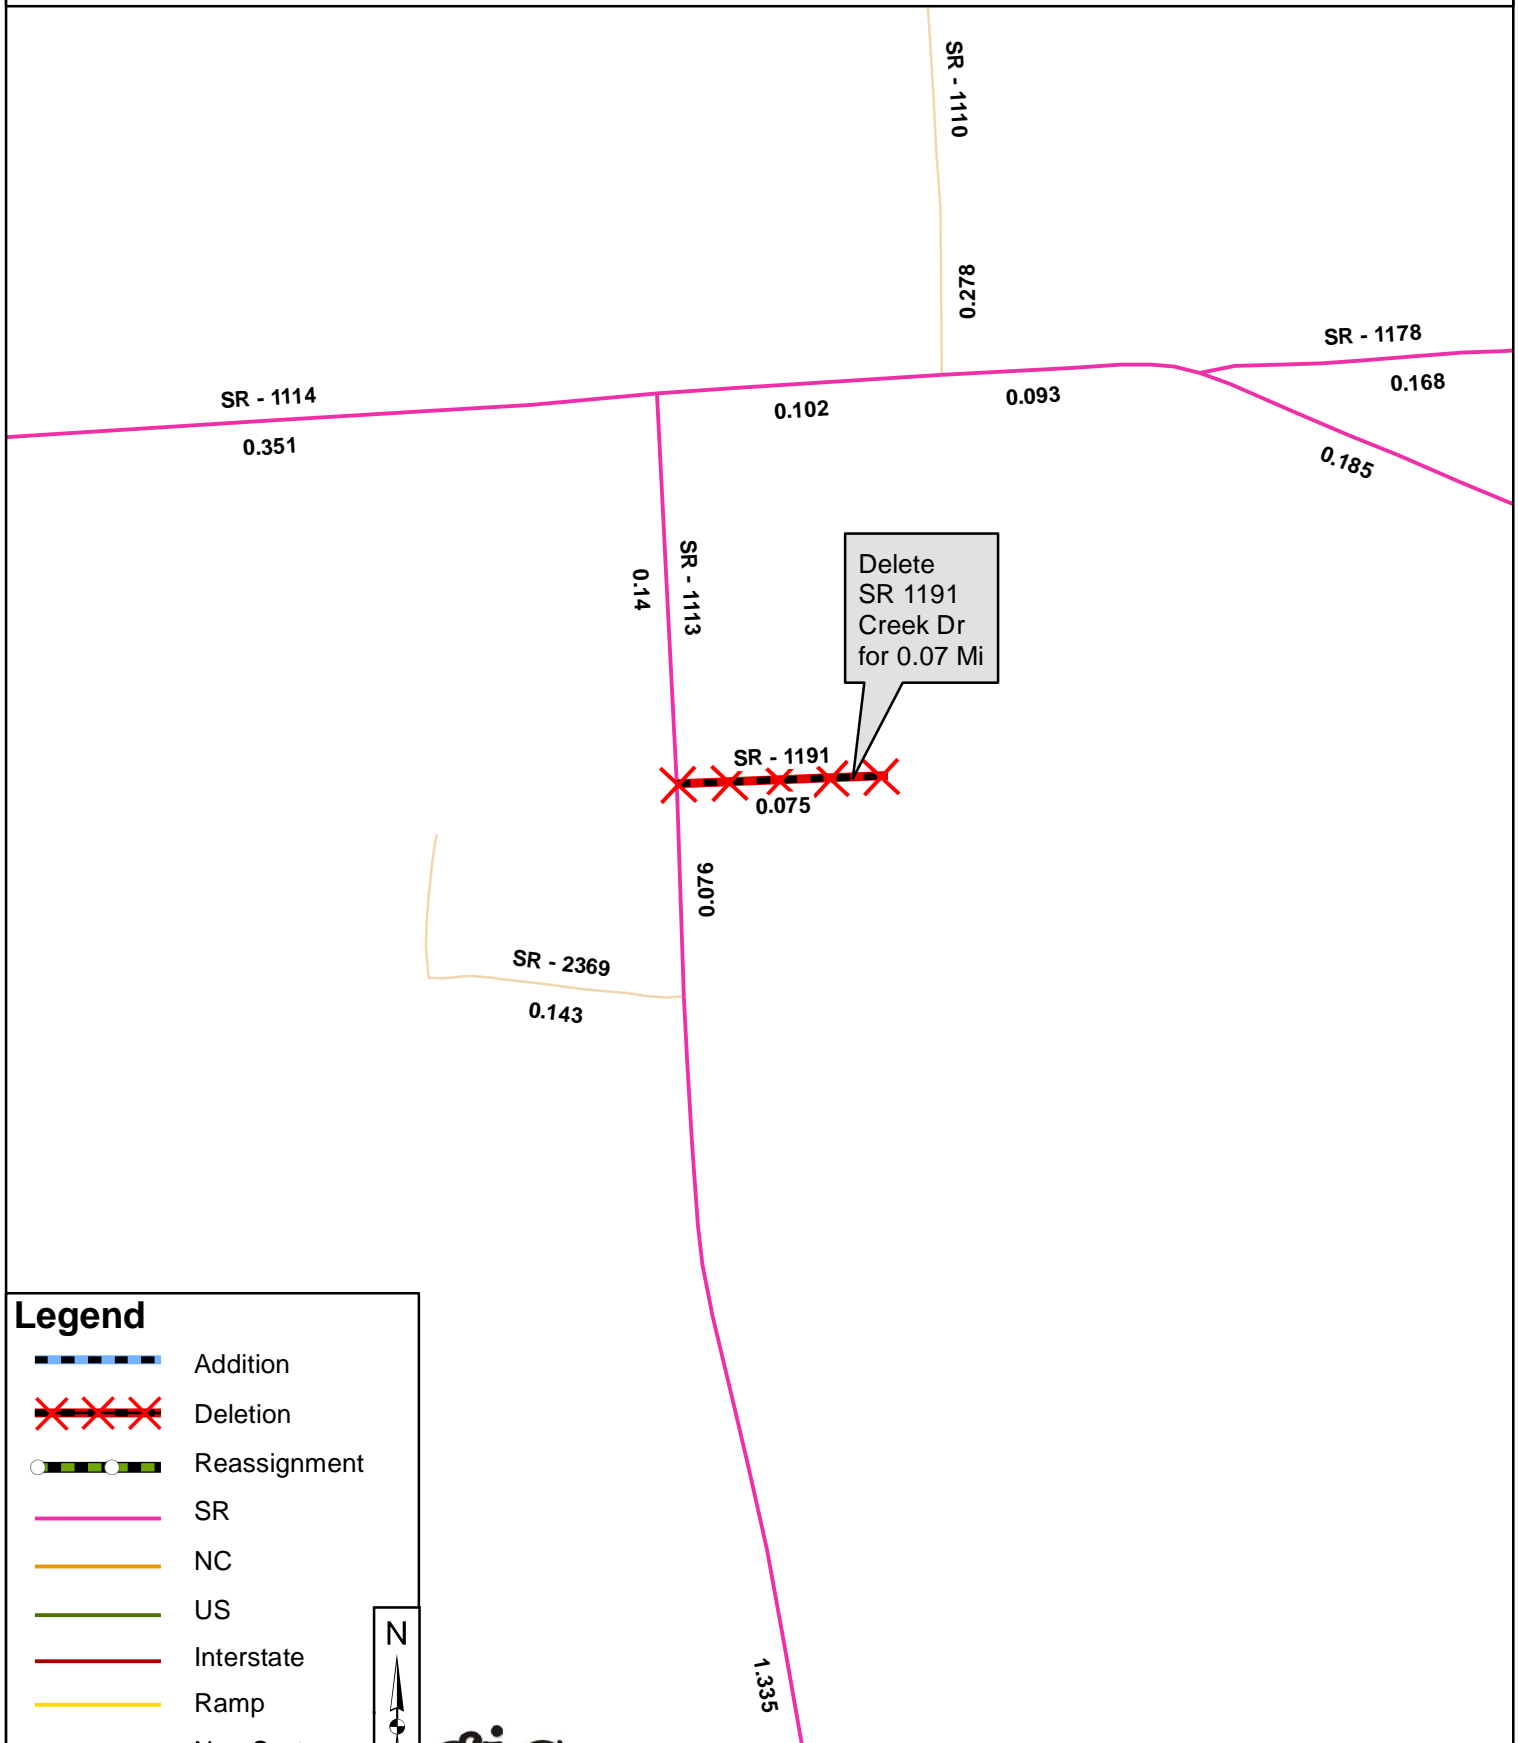 SR - 1110
0.278
SR - 1178
0.168
SR - 1114
0.351
0.102
0.093
0.185
SR - 1113
0.14
Delete
SR 1191
Creek Dr
for 0.07 Mi
SR - 1191
0.075
0.076
SR - 2369
0.143
1.335
Legend
Addition
Deletion
Reassignment
SR
NC
US
Interstate
Ramp
N